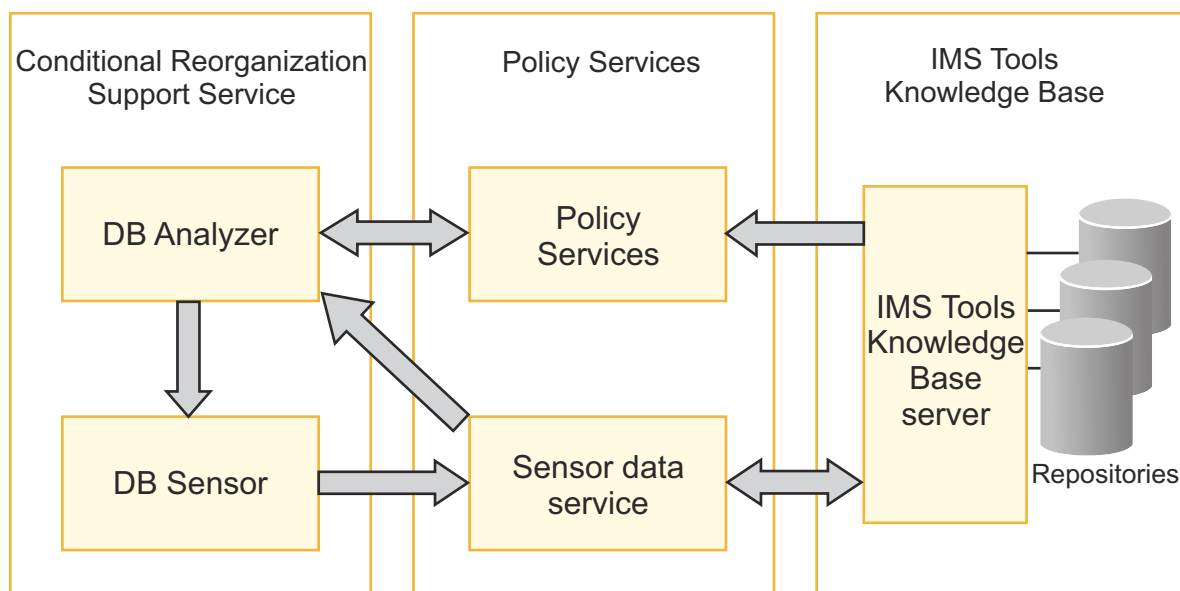 Conditional Reorganization
Support Service
Policy Services
IMS Tools
Knowledge Base
DB Analyzer
Policy
Services
IMS Tools
Knowledge
Base
server
DB Sensor
Sensor data
service
Repositories